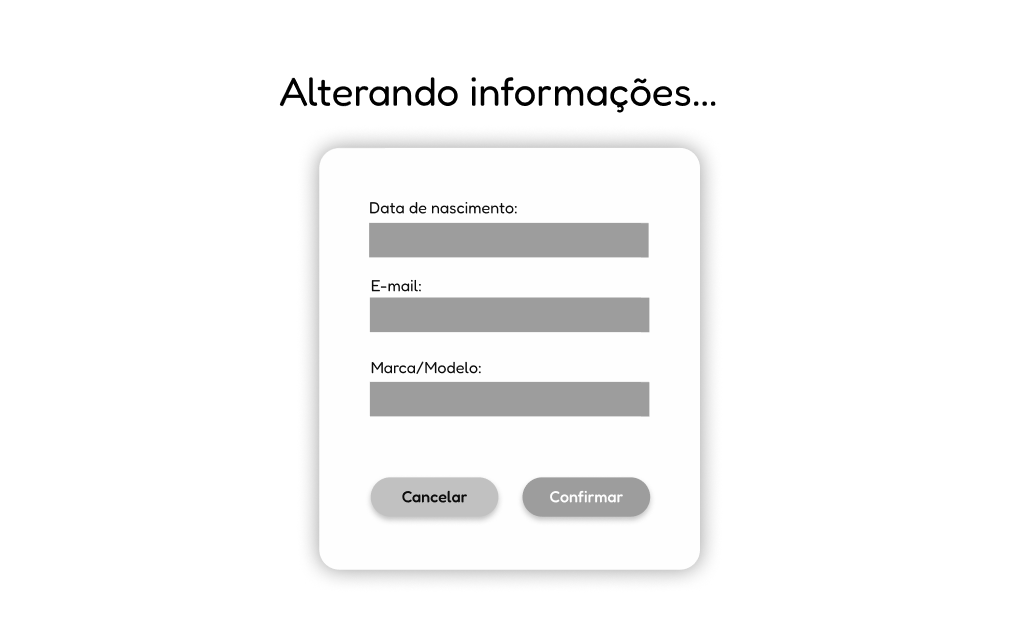 Alterando informações...
Data de nascimento:
E-mail:
Marca/Modelo:
Cancelar
Confirmar